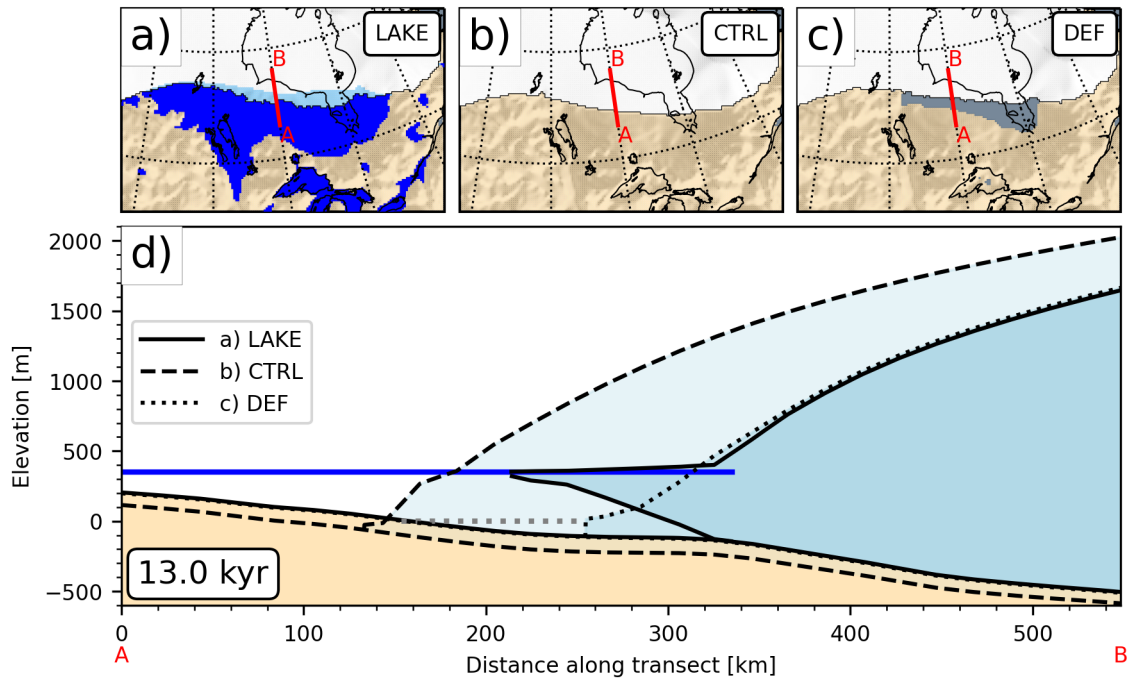 a)
LAKE
B
A
b)
CTRL
B
A
c)
DEF
B
A
d)
2000
1500
1000
500
0
−500
Elevation [m]
a) LAKE
b) CTRL
c) DEF
13.0 kyr
0
100
200
300
400
500
A
B
Distance along transect [km]